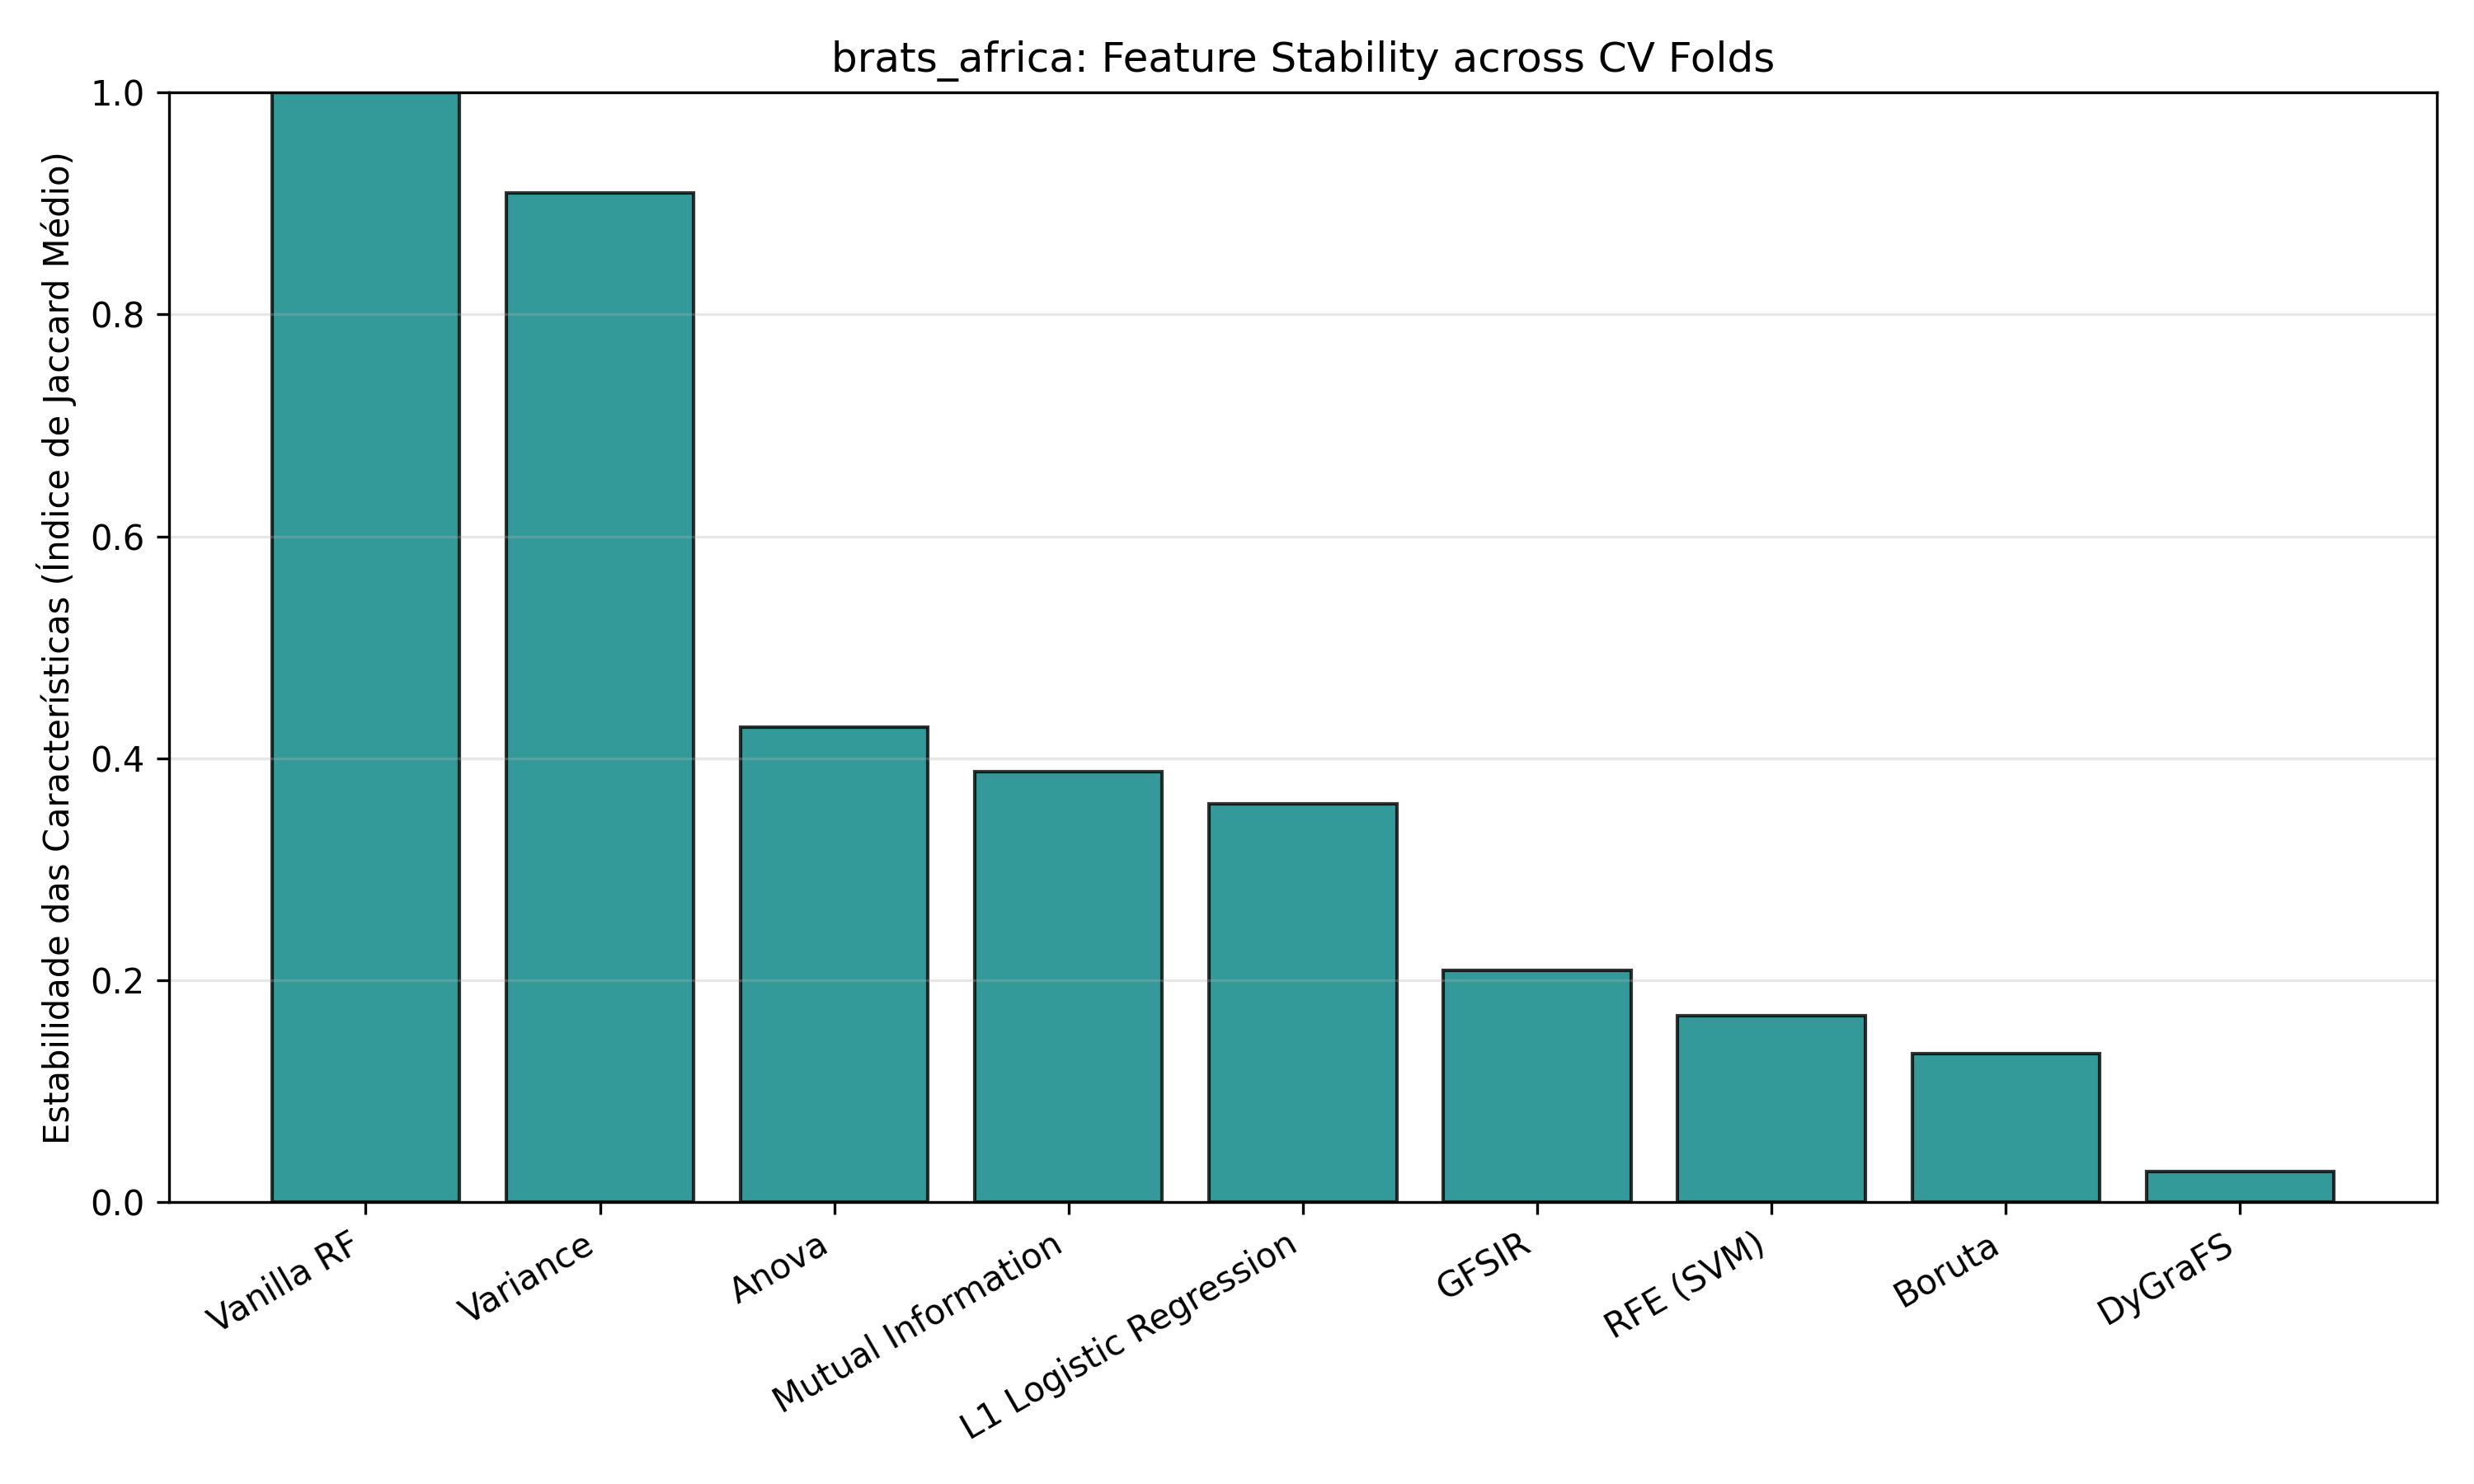 brats_africa: Feature Stability across CV Folds
Estabilidade das Características (Índice de Jaccard Médio)
1.0
0.8
0.6
0.4
0.2
0.0
Vanilla RF
Variance
Anova
Mutual Information
L1 Logistic Regression
GFSIR
RFE (SVM)
Boruta
DyGraFS